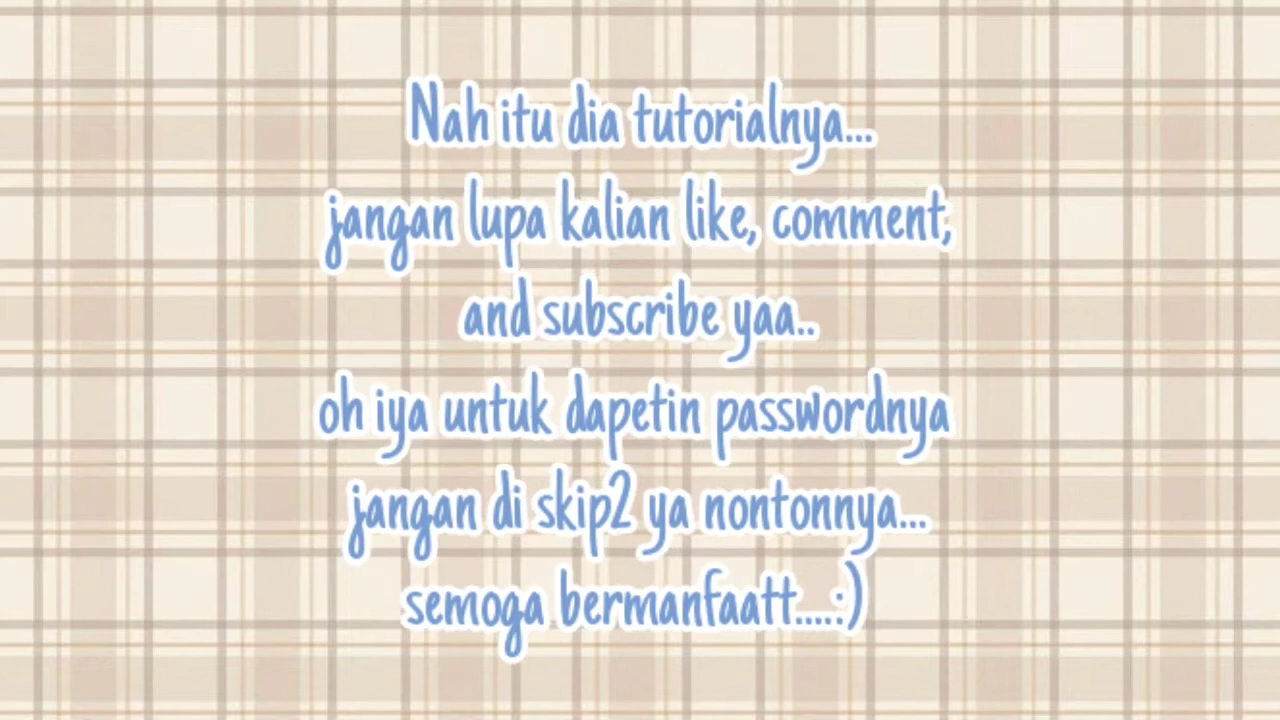 Nah itu dia tutorialnya...
jangan lupa kalian like, comment,
and subscribe yaa..
oh iya untuk dapetin passwordnya
jangan di skip2 ya nontonnya...
semoga bermanfaatt....:)